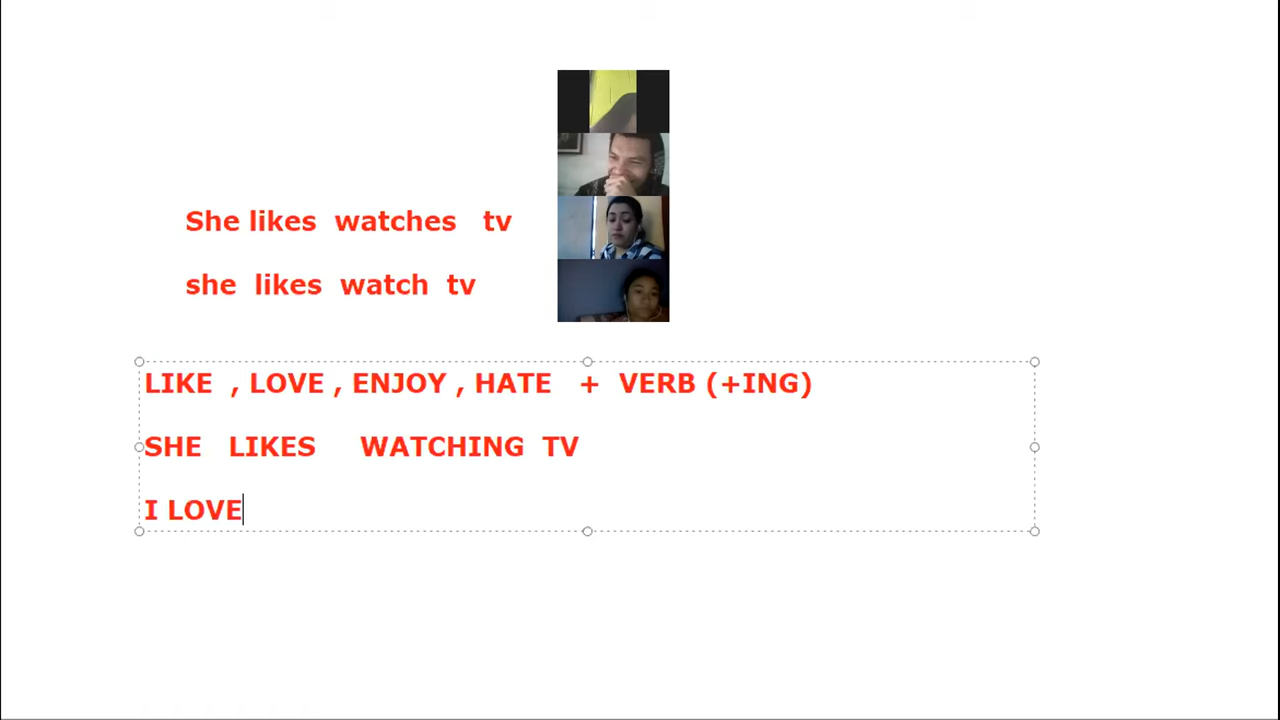 She likes watches tv
she likes watch tv
LIKE , LOVE , ENJOY , HATE + VERB (+ING)
SHE LIKES WATCHING TV
I LOVE